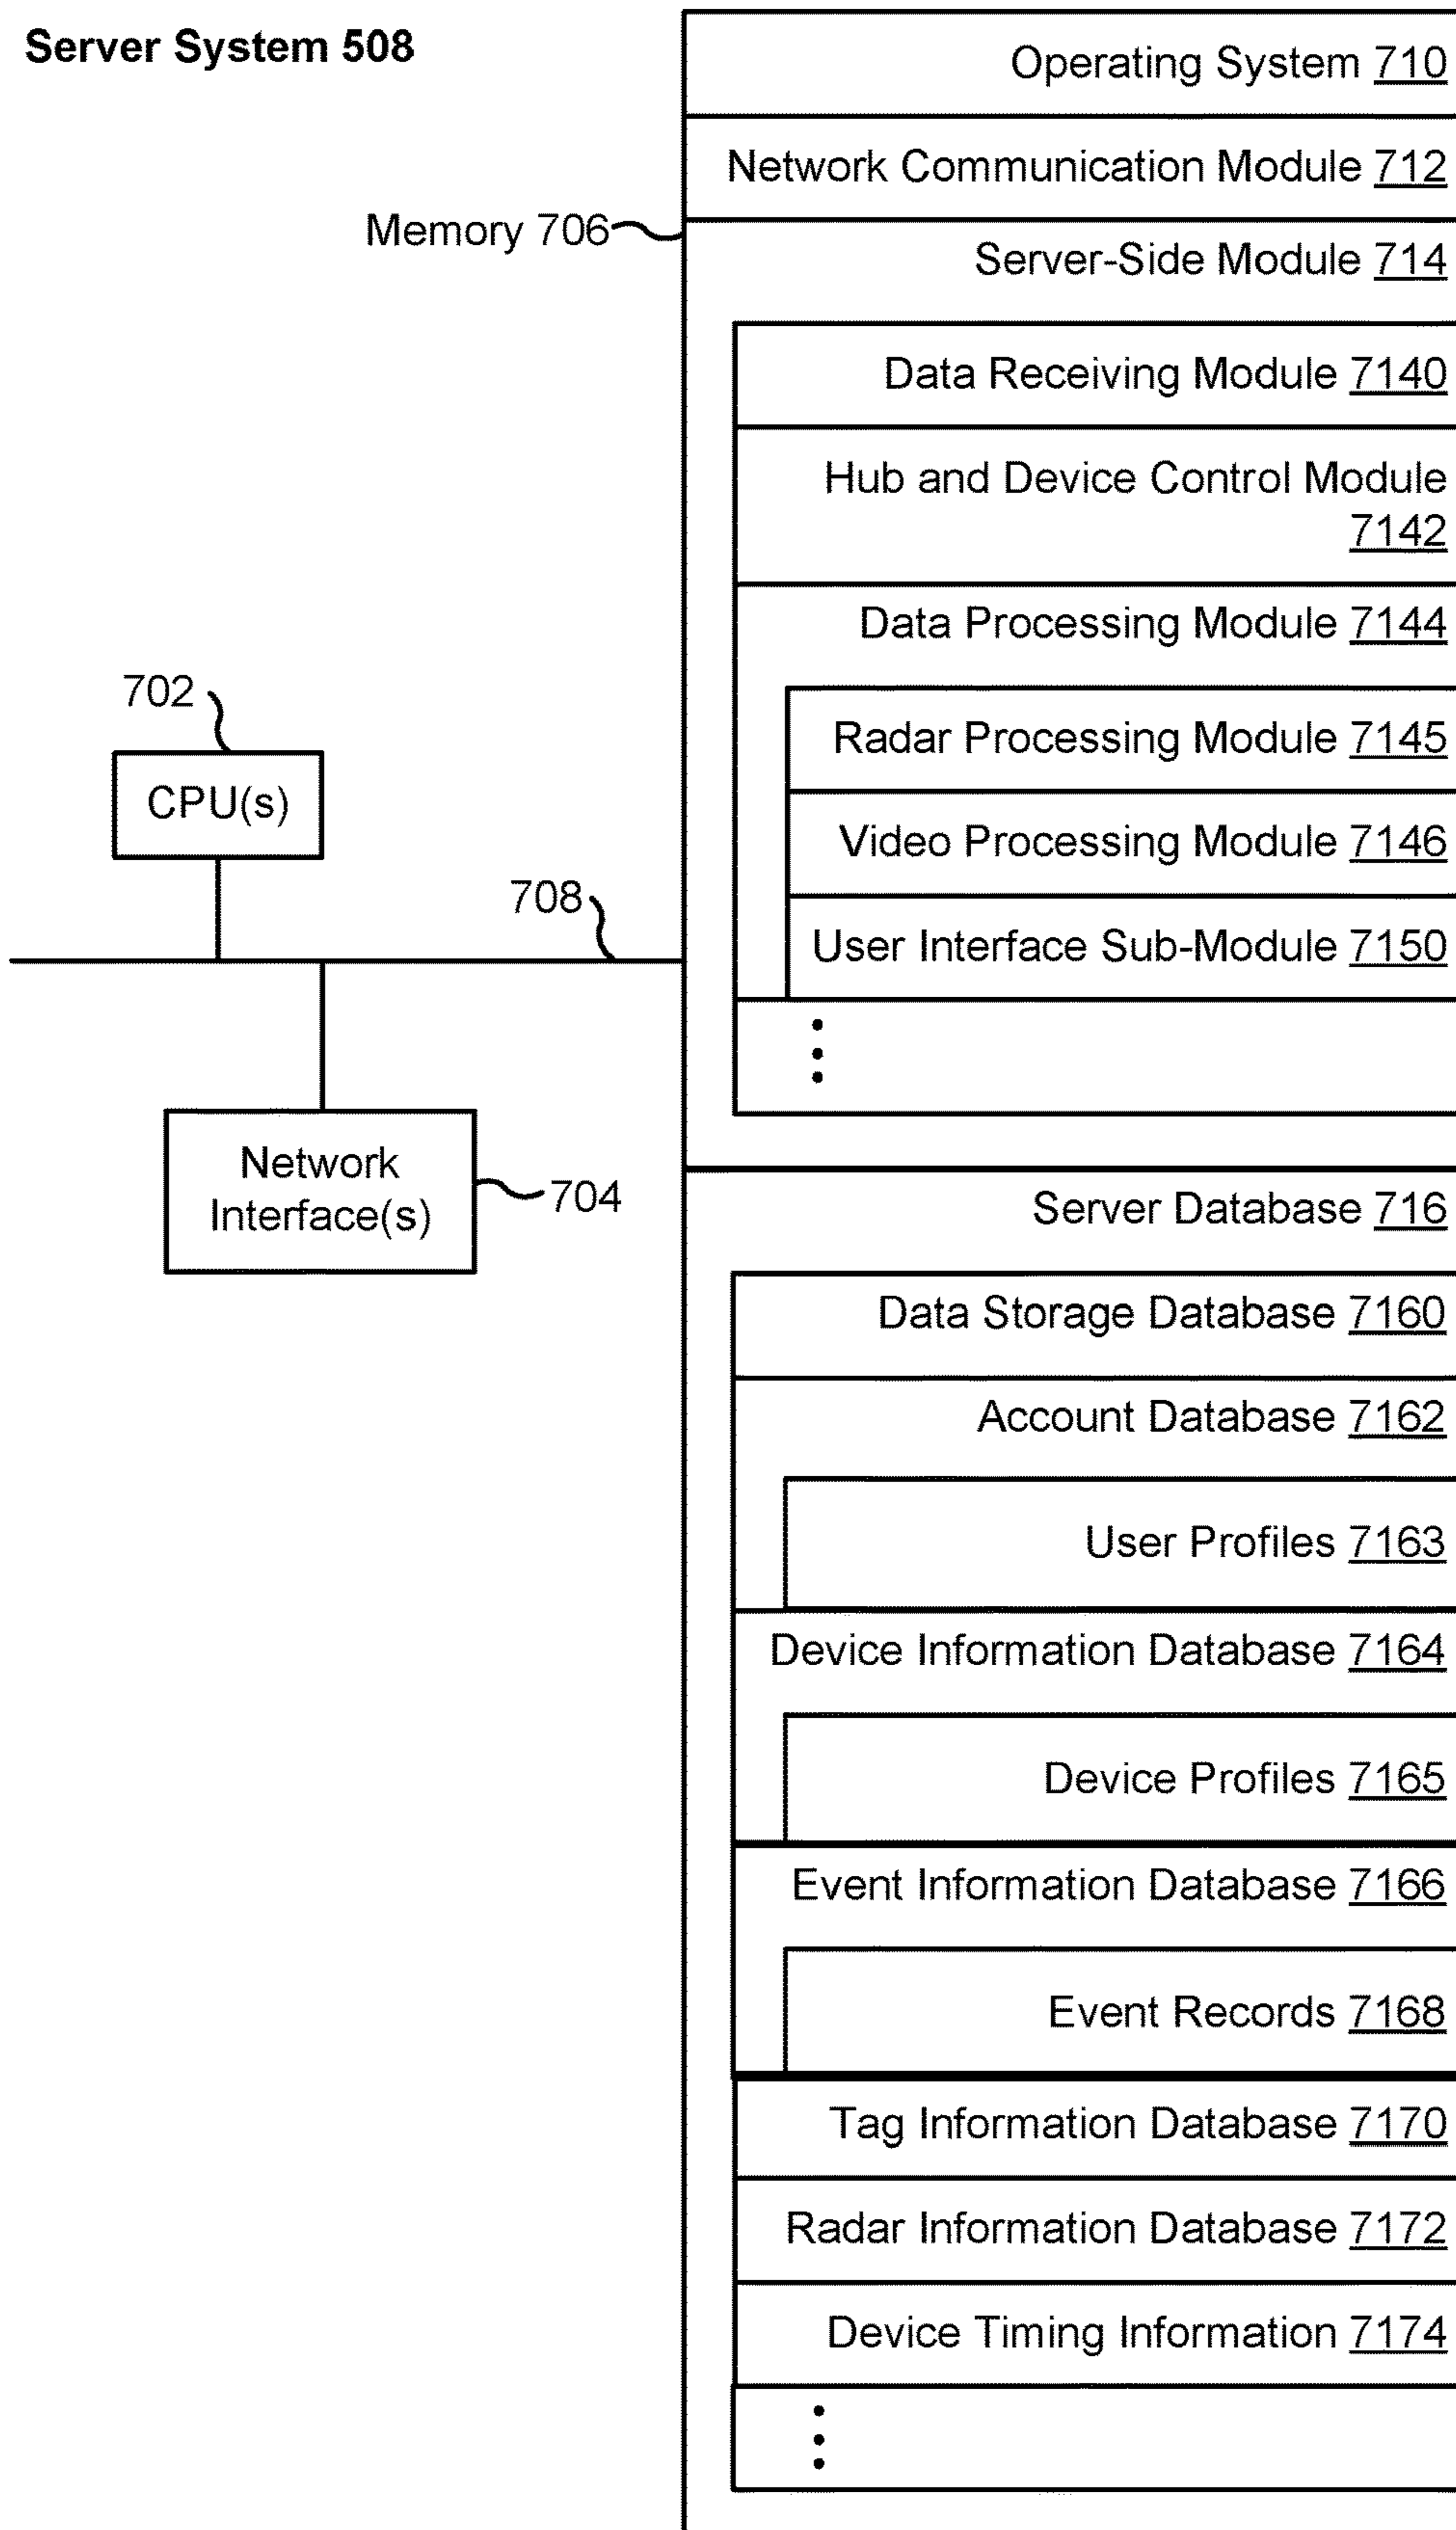 Server System 508
Operating System 710
Network Communication Module 712
Memory 706
Server-Side Module 714
Data Receiving Module 7140
Hub and Device Control Module
7142
Data Processing Module 7144
Radar Processing Module 7145
Video Processing Module 7146
User Interface Sub-Module 7150
702
CPU(s)
708
Network
Interface(s)
704
Server Database 716
Data Storage Database 7160
Account Database 7162
User Profiles 7163
Device Information Database 7164
Device Profiles 7165
Event Information Database 7166
Event Records 7168
Tag Information Database 7170
Radar Information Database 7172
Device Timing Information 7174